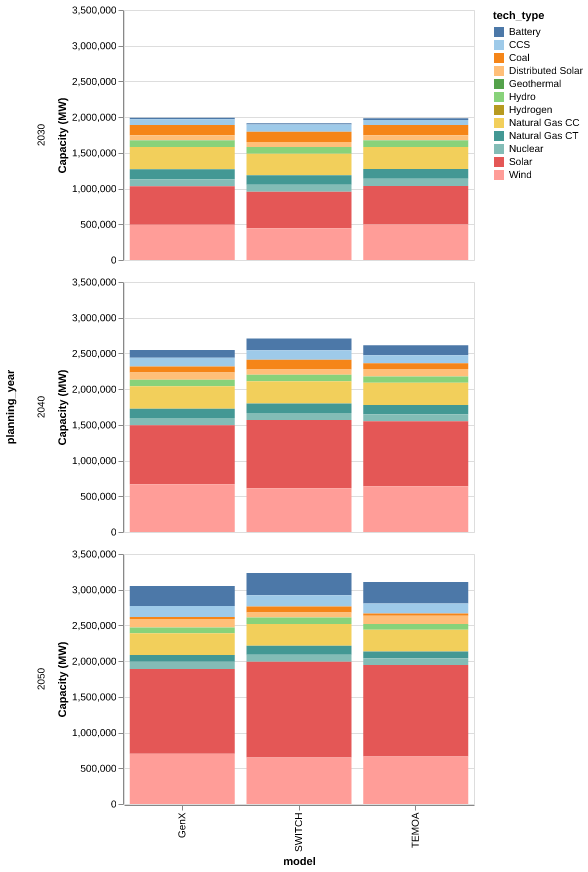 planning_year
2030
Capacity (MW)
3,500,000
3,000,000
2,500,000
2,000,000
1,500,000
1,000,000
500,000
0
2040
Capacity (MW)
3,500,000
3,000,000
2,500,000
2,000,000
1,500,000
1,000,000
500,000
0
2050
Capacity (MW)
3,500,000
3,000,000
2,500,000
2,000,000
1,500,000
1,000,000
500,000
0
GenX
SWITCH
TEMOA
model
tech_type
Battery
CCS
Coal
Distributed Solar
Geothermal
Hydro
Hydrogen
Natural Gas CC
Natural Gas CT
Nuclear
Solar
Wind